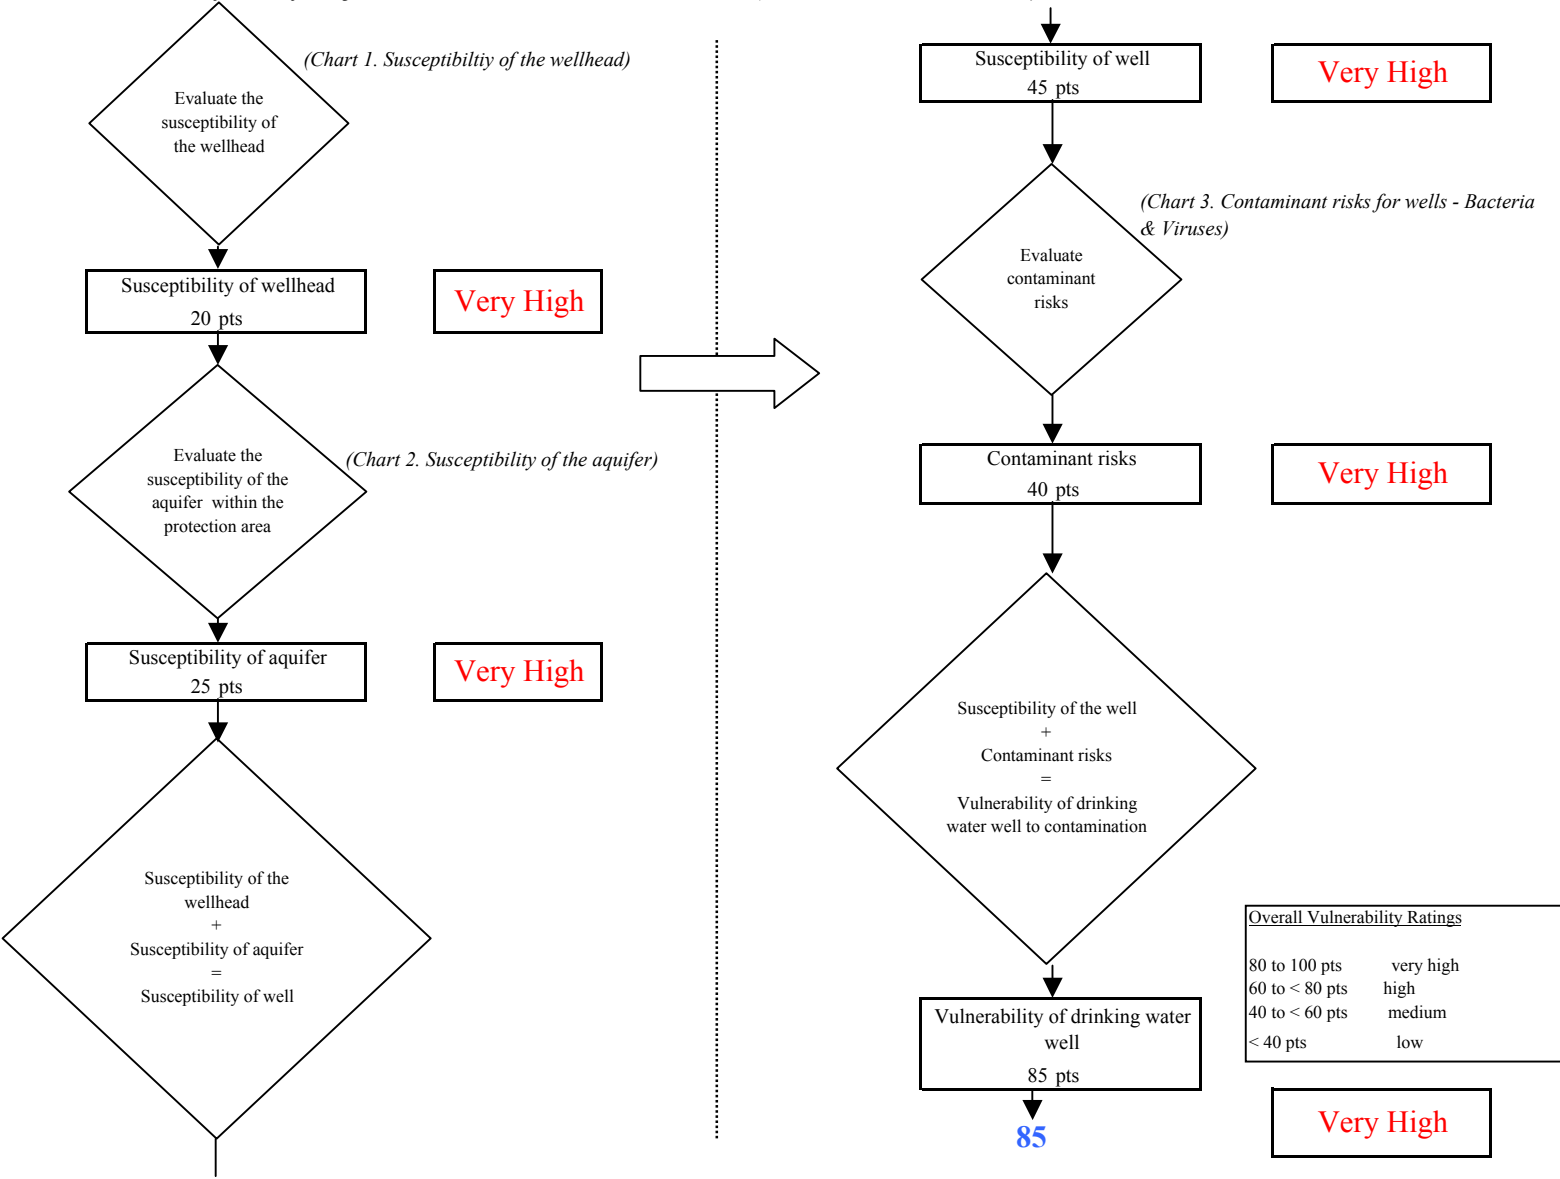 (Chart 1. Susceptibiltiy of the wellhead)
Evaluate the
susceptibility of
the wellhead
Susceptibility of wellhead
20 pts
Very High
(Chart 2. Susceptibility of the aquifer)
Evaluate the
susceptibility of the
aquifer within the
protection area
Susceptibility of aquifer
25 pts
Very High
Susceptibility of the
wellhead
+
Susceptibility of aquifer
=
Susceptibility of well
Susceptibility of well
45 pts
Very High
(Chart 3. Contaminant risks for wells - Bacteria
& Viruses)
Evaluate
contaminant
risks
Contaminant risks
40 pts
Very High
Susceptibility of the well
+
Contaminant risks
=
Vulnerability of drinking
water well to contamination
Overall Vulnerability Ratings
80 to 100 pts very high
60 to < 80 pts high
40 to < 60 pts medium
< 40 pts low
Vulnerability of drinking water
well
85 pts
85
Very High